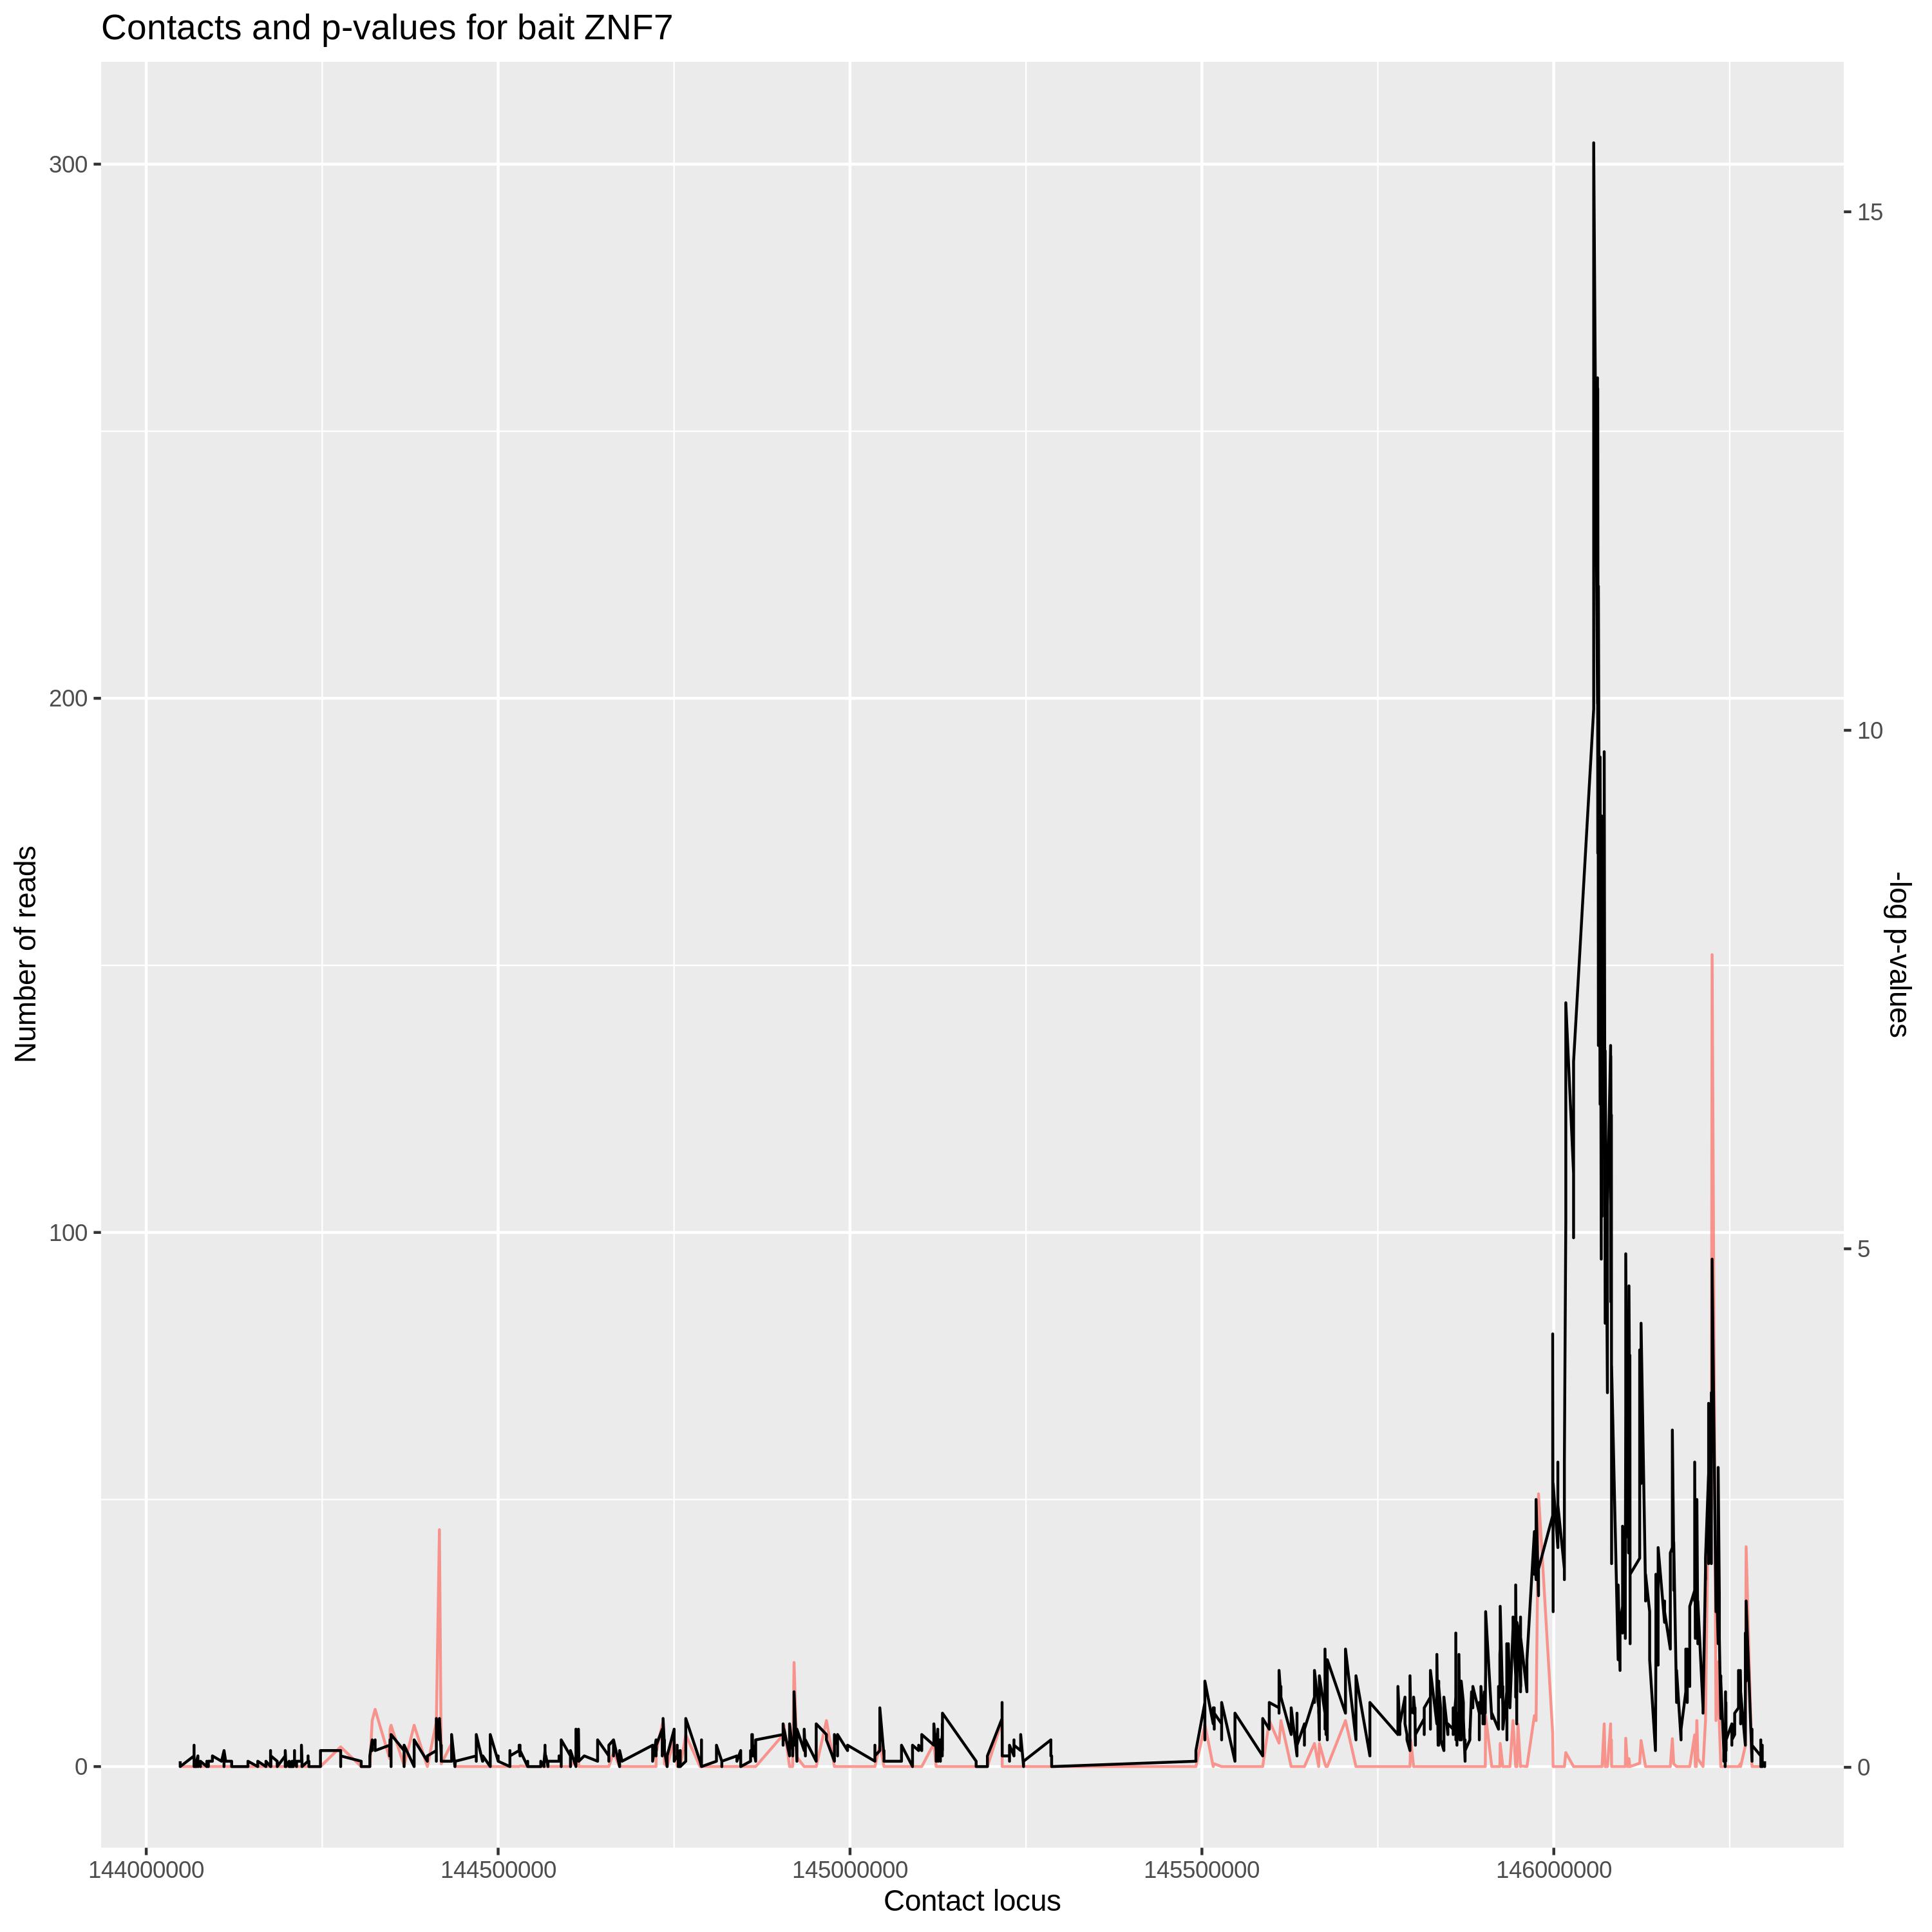 Contacts and p-values for bait ZNF7
300
200
100
0
Number of reads
15
10
5
0
-log p-values
144000000 144500000 145000000 145500000 146000000
Contact locus